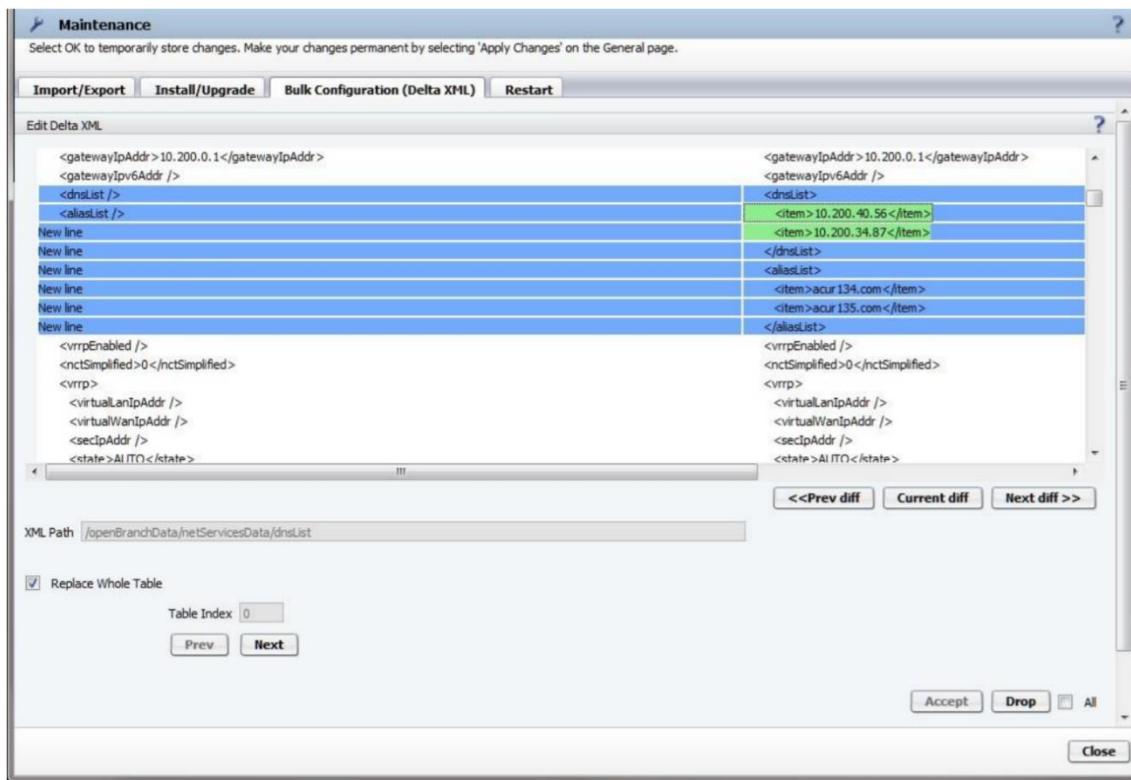 Maintenance ?
Select OK to temporarily store changes. Make your changes permanent by selecting 'Apply Changes' on the General page.
Import/Export Install/Upgrade Bulk Configuration (Delta XML) Restart
Edit Delta XML ?
<gatewayIpAddr>10.200.0.1</gatewayIpAddr> <gatewayIpAddr>10.200.0.1</gatewayIpAddr>
<gatewayIpv6Addr /> <gatewayIpv6Addr />
<dnsList /> <dnsList>
<aliasList /> <item>10.200.40.56</item>
New line <item>10.200.34.87</item>
New line </dnsList>
New line <aliasList>
New line <item>acur134.com</item>
New line <item>acur135.com</item>
New line </aliasList>
<vrrpEnabled /> <vrrpEnabled />
<nctSimplified>0</nctSimplified> <nctSimplified>0</nctSimplified>
<vrrp> <vrrp>
<virtualLanIpAddr /> <virtualLanIpAddr />
<virtualWanIpAddr /> <virtualWanIpAddr />
<secIpAddr /> <secIpAddr />
<state>AUTO</state> <state>AUTO</state>
<<Prev diff Current diff Next diff >>
XML Path /openBranchData/netServicesData/dnsList
Replace Whole Table
Table Index 0
Prev Next
Accept Drop All
Close